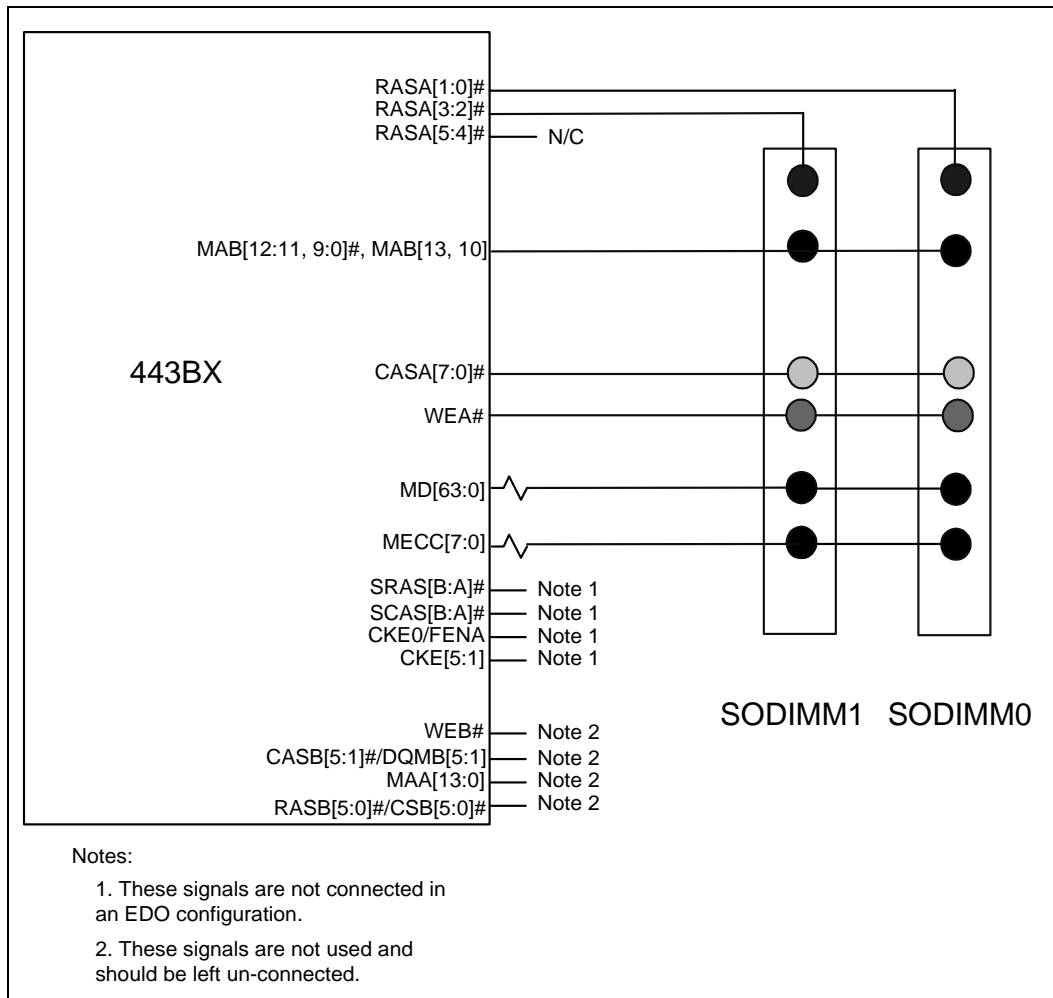 RASA[1:0]#
RASA[3:2]#
RASA[5:4]# N/C
MAB[12:11, 9:0]#, MAB[13, 10]
443BX
CASA[7:0]#
WEA#
MD[63:0]
MECC[7:0]
SRAS[B:A]# Note 1
SCAS[B:A]# Note 1
CKE0/FENA Note 1
CKE[5:1] Note 1
SODIMM1 SODIMM0
WEB# Note 2
CASB[5:1]#/DQMB[5:1] Note 2
MAA[13:0] Note 2
RASB[5:0]#/CSB[5:0]# Note 2
Notes:
1. These signals are not connected in
an EDO configuration.
2. These signals are not used and
should be left un-connected.